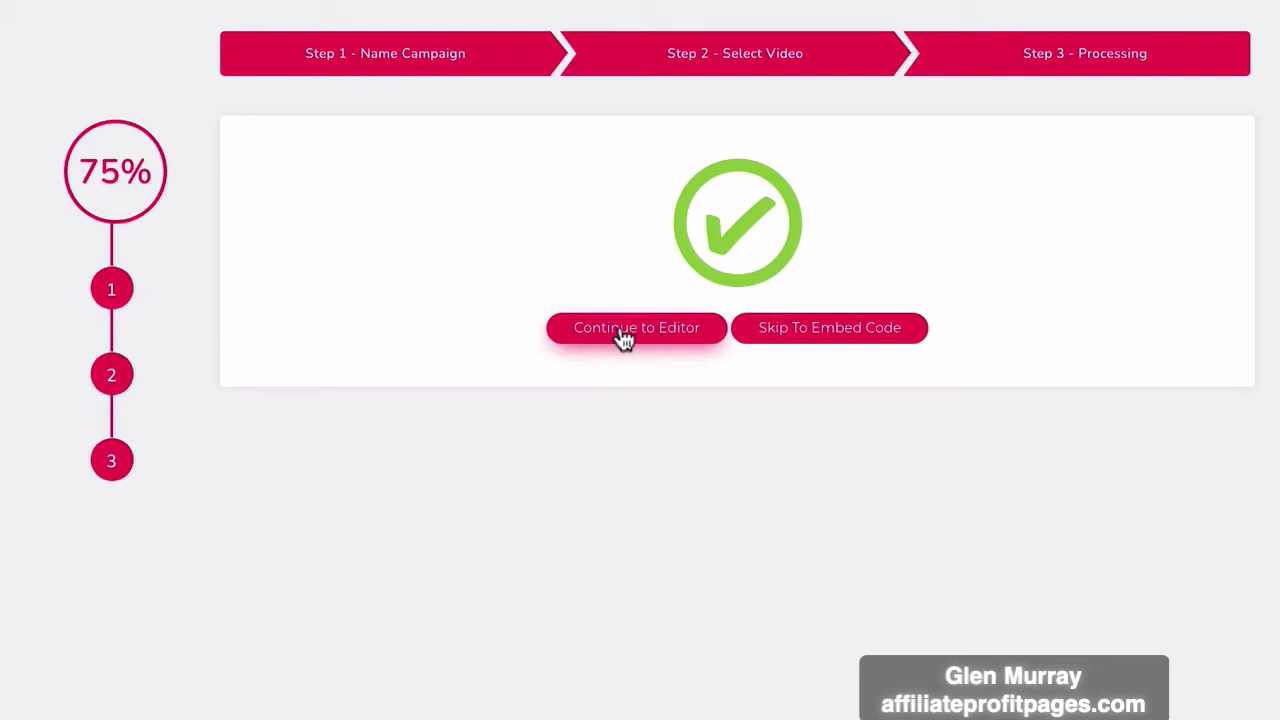 Step 1 - Name Campaign
Step 2 - Select Video
Step 3 - Processing
75%
1
2
3
Continue to Editor
Skip To Embed Code
Glen Murray
affiliateprofitpages.com